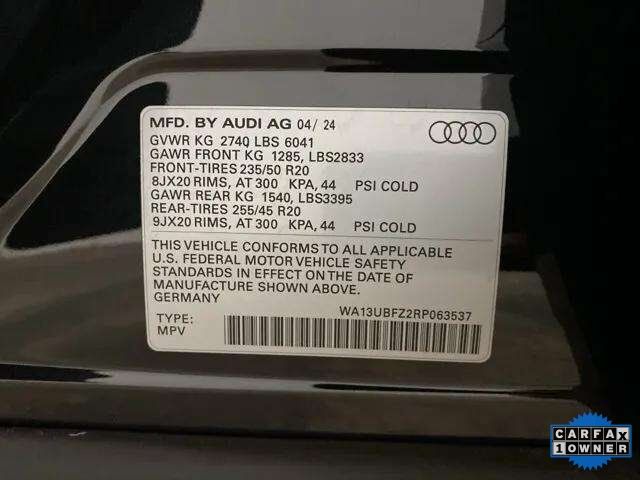 MFD. BY AUDI AG 04/ 24
GVWR KG 2740 LBS 6041
GAWR FRONT KG 1285, LBS2833
FRONT-TIRES 235/50 R20
8JX20 RIMS, AT 300 KPA, 44 PSI COLD
GAWR REAR KG 1540, LBS3395
REAR-TIRES 255/45 R20
9JX20 RIMS, AT 300 KPA, 44 PSI COLD
THIS VEHICLE CONFORMS TO ALL APPLICABLE
U.S. FEDERAL MOTOR VEHICLE SAFETY
STANDARDS IN EFFECT ON THE DATE OF
MANUFACTURE SHOWN ABOVE.
GERMANY
WA13UBFZ2RP063537
TYPE:
MPV
CARFAX
1 OWNER